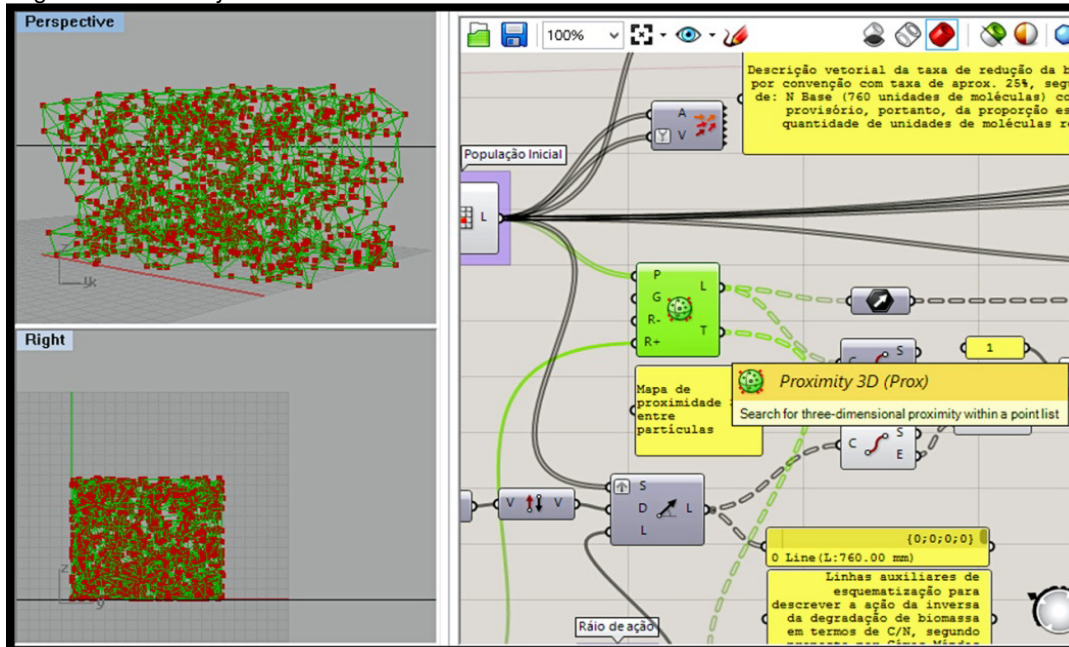 Perspective
Right
z
y
100%
Descrição vetorial da taxa de redução da
por convenção com taxa de aprox. 25%,
de: N Base (760 unidades de moléculas)
provisório, portanto, da proporção
quantidade de unidades de moléculas
A
V
População Inicial
L
P
G
R-
R+
L
T
C
S
1
Mapa de
proximidade
entre
partículas
Proximity 3D (Prox)
Search for three-dimensional proximity within a point list
C
S
E
V
V
S
D
L
L
{0;0;0;0}
0 Line(L:760.00 mm)
Linhas auxiliares de
esquematização para
descrever a ação da inversa
da degradação de biomassa
em termos de C/N, segundo
Ráio de ação